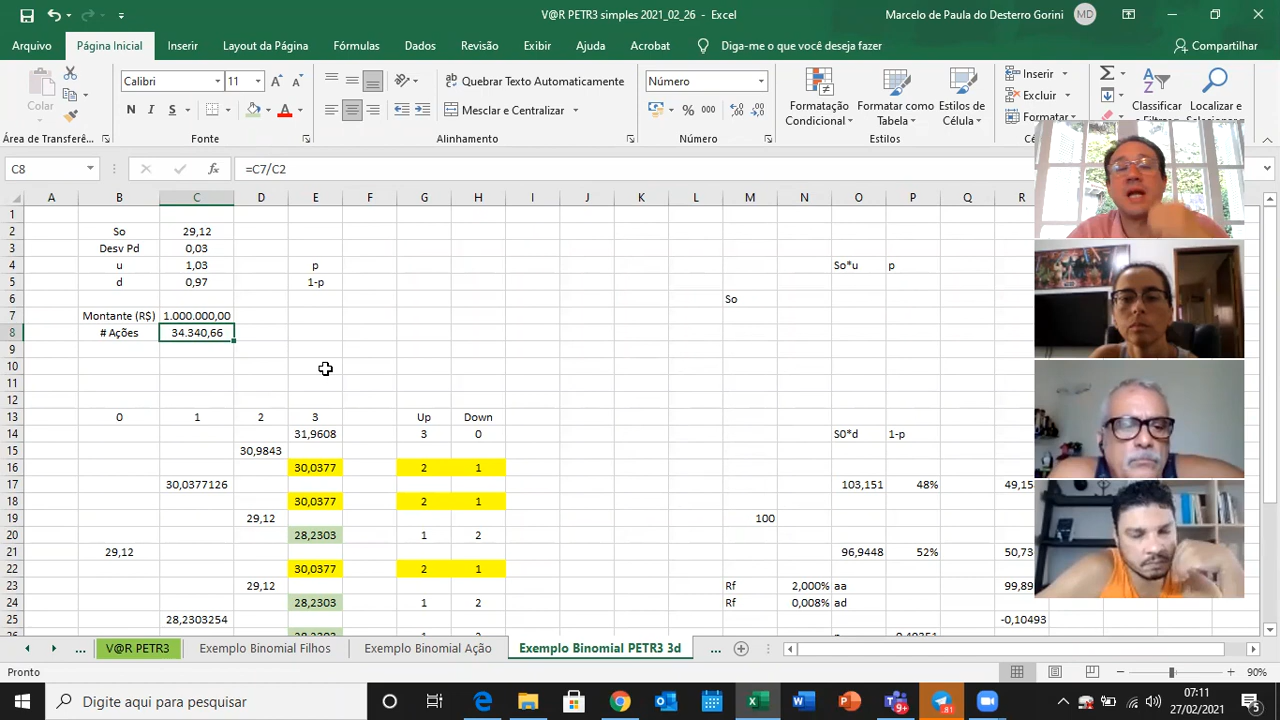 V@R PETR3 simples 2021_02_26 - Excel
Marcelo de Paula do Desterro Gorini MD
Arquivo Página Inicial Inserir Layout da Página Fórmulas Dados Revisão Exibir Ajuda Acrobat Diga-me o que você deseja fazer Compartilhar
Colar Calibri 11 ab Quebrar Texto Automaticamente Número Formatação Condicional Formatar como Tabela Estilos de Célula Inserir Classificar Localizar e
N I S Mesclar e Centralizar % 000 Excluir
Formatar
Área de Transferê... Fonte Alinhamento Número Estilos
C8 fx =C7/C2
A B C D E F G H I J K L M N O P Q R
1
2 So 29,12
3 Desv Pd 0,03
4 u 1,03 p So*u p
5 d 0,97 1-p
6 So
7 Montante (R$) 1.000.000,00
8 # Ações 34.340,66
9
10
11
12
13 0 1 2 3 Up Down
14 31,9608 3 0 S0*d 1-p
15 30,9843
16 30,0377 2 1
17 30,0377126 103,151 48% 49,15
18 30,0377 2 1
19 29,12 100
20 28,2303 1 2
21 29,12 96,9448 52% 50,73
22 30,0377 2 1
23 29,12 Rf 2,000% aa 99,89
24 28,2303 1 2 Rf 0,008% ad
25 28,2303254 -0,10493
... V@R PETR3 Exemplo Binomial Filhos Exemplo Binomial Ação Exemplo Binomial PETR3 3d ...
Pronto 90%
Digite aqui para pesquisar
9+
81
07:11
27/02/2021
5